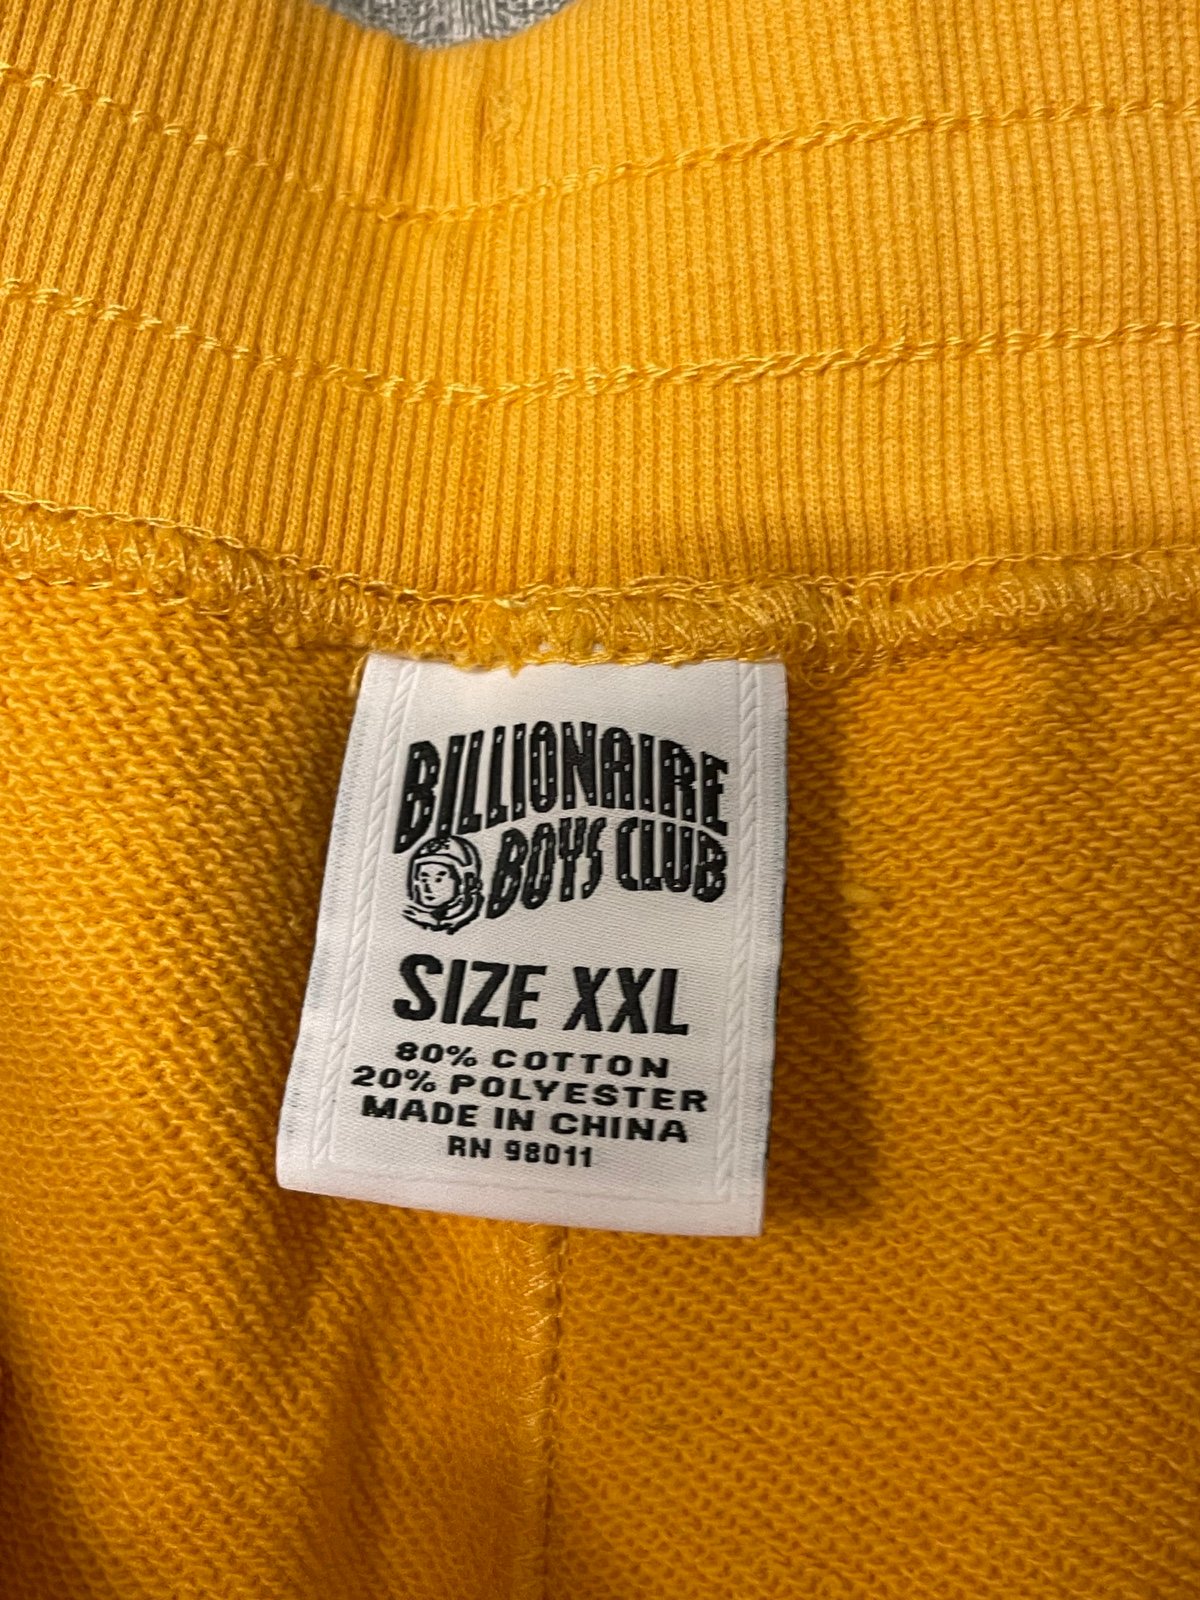 BILLIONAIRE
BOYS CLUB
SIZE XXL
80% COTTON
20% POLYESTER
MADE IN CHINA
RN 98011